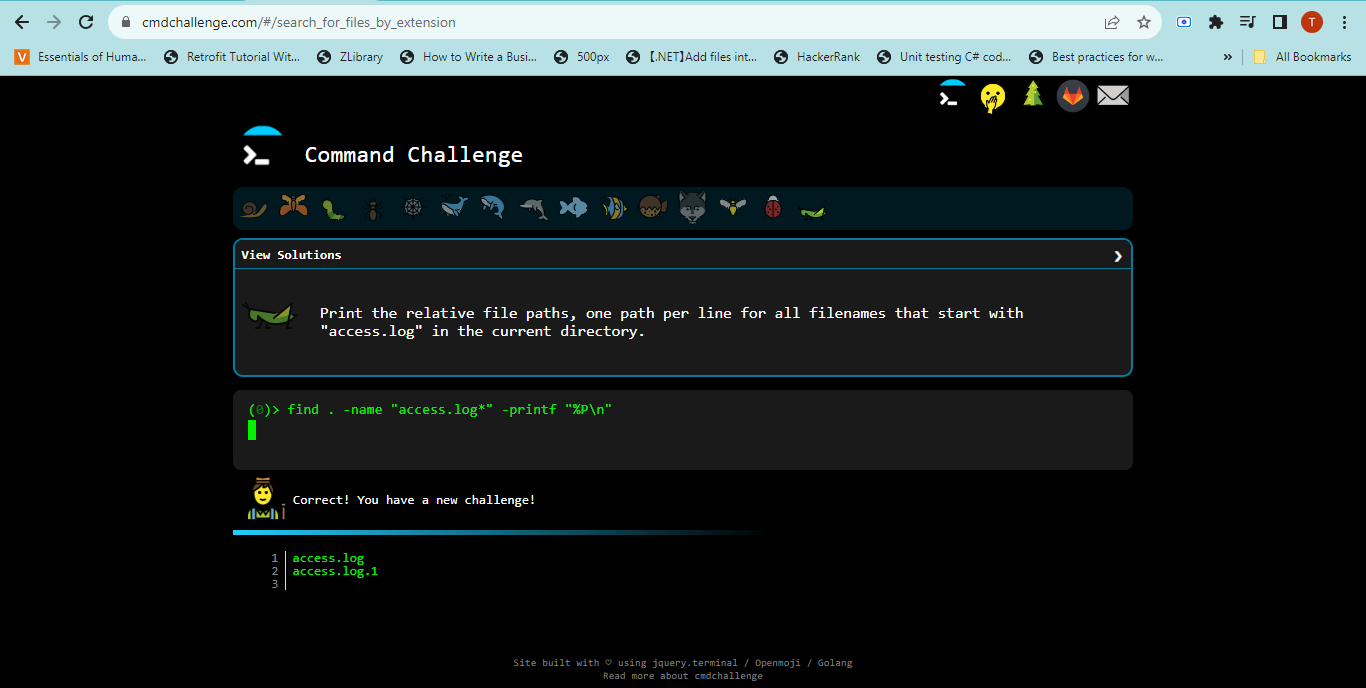 cmdchallenge.com/#/search_for_files_by_extension
T
V Essentials of Huma... Retrofit Tutorial Wit... ZLibrary How to Write a Busi... 500px 【.NET】Add files int... HackerRank Unit testing C# cod... Best practices for w... » All Bookmarks
>_
>_ Command Challenge
View Solutions ❯
Print the relative file paths, one path per line for all filenames that start with
"access.log" in the current directory.
(0)> find . -name "access.log*" -printf "%P\n"
Correct! You have a new challenge!
1 access.log
2 access.log.1
3
Site built with ♡ using jquery.terminal / Openmoji / Golang
Read more about cmdchallenge